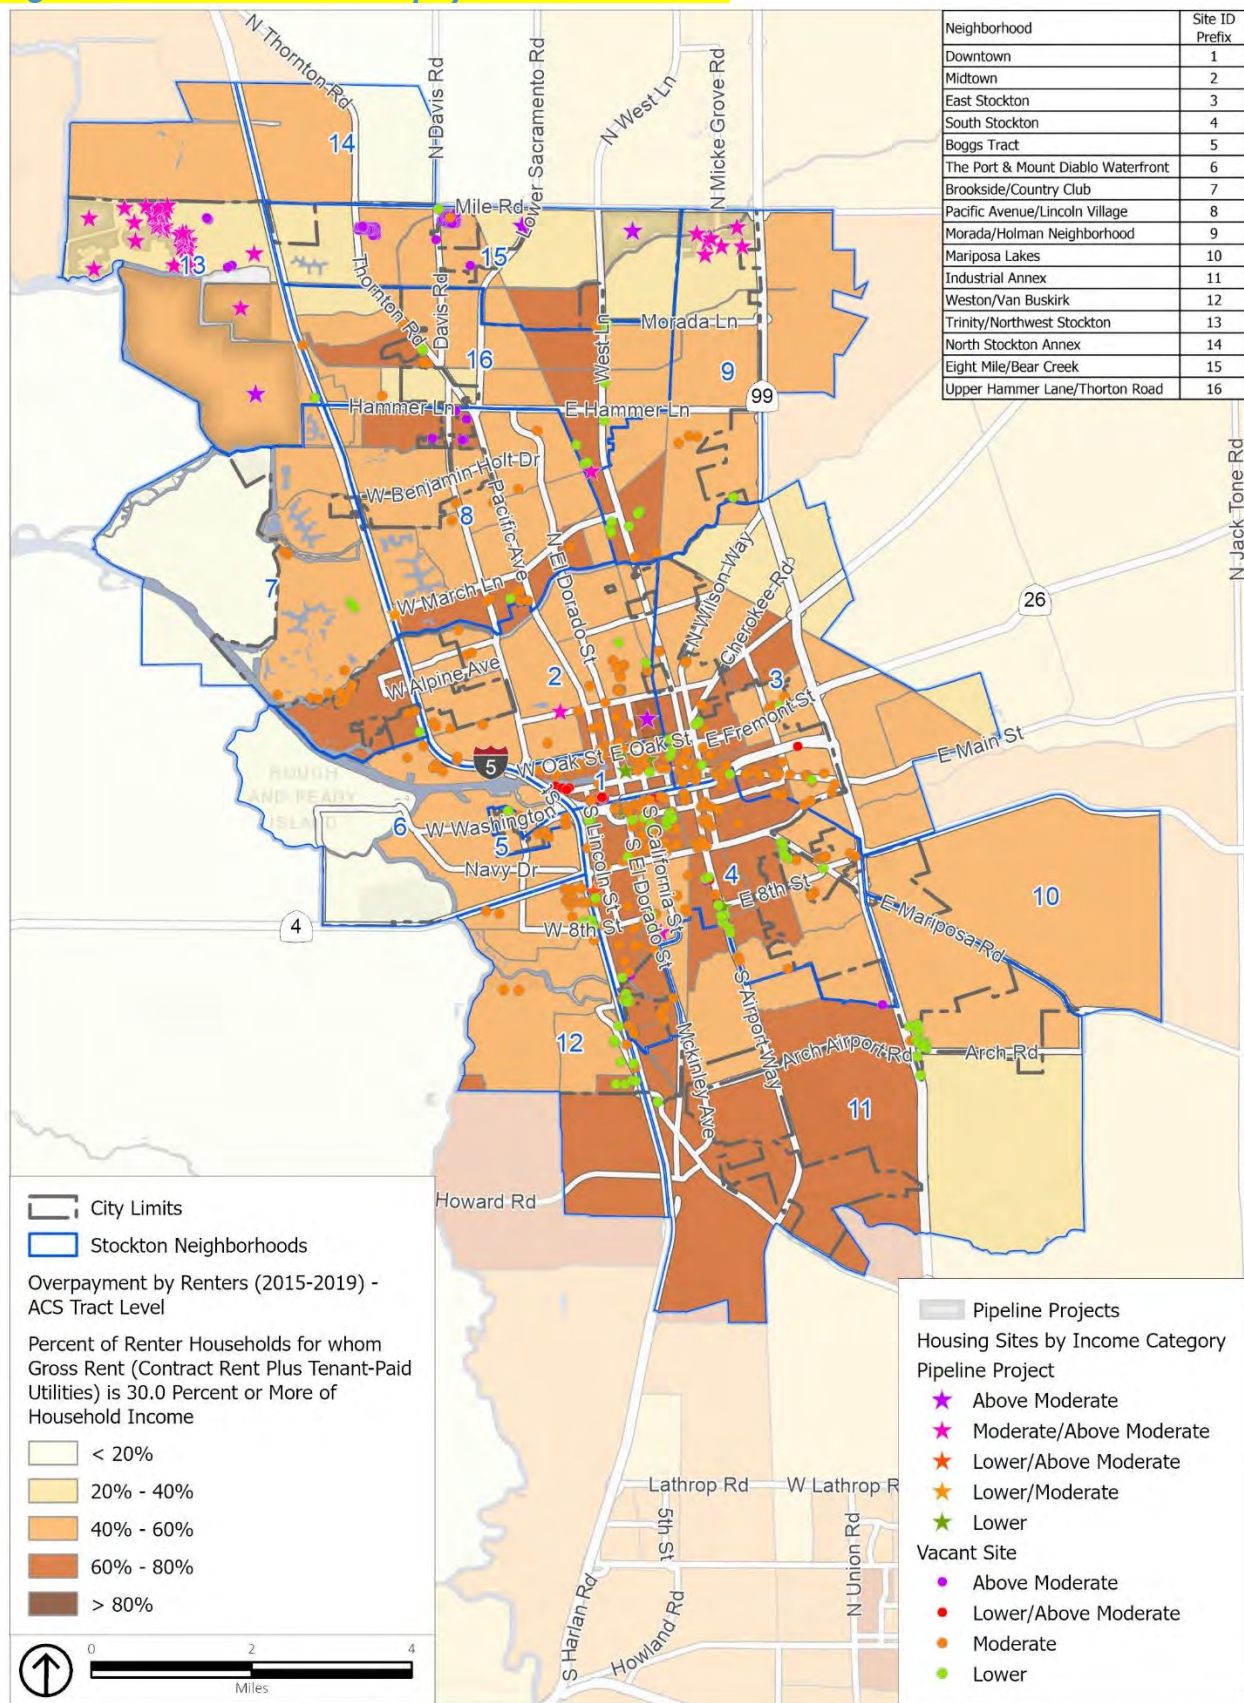 Neighborhood Site ID Prefix
Downtown 1
Midtown 2
East Stockton 3
South Stockton 4
Boggs Tract 5
The Port & Mount Diablo Waterfront 6
Brookside/Country Club 7
Pacific Avenue/Lincoln Village 8
Morada/Holman Neighborhood 9
Mariposa Lakes 10
Industrial Annex 11
Weston/Van Buskirk 12
Trinity/Northwest Stockton 13
North Stockton Annex 14
Eight Mile/Bear Creek 15
Upper Hammer Lane/Thorton Road 16
N Thornton Rd
N Davis Rd
Lower Sacramento Rd
N West Ln
N Micke Grove Rd
14
Mile Rd
13
15
Thornton Rd
Davis Rd
16
West Ln
Morada Ln
9
99
Hammer Ln
E Hammer Ln
W Benjamin Holt Dr
8
Pacific Ave
N El Dorado St
N Wilson Way
Cherokee Rd
N Jack Tone Rd
7
W March Ln
26
W Alpine Ave
2
3
E Fremont St
E Main St
W Oak St
E Oak St
5
1
ROUGH
AND READY
ISLAND
6
W Washington St
5
Navy Dr
S Lincoln St
S El Dorado St
S California St
4
E 8th St
10
E Mariposa Rd
4
W 8th St
12
S Airport Way
Mckinley Ave
Arch Airport Rd
Arch Rd
11
Howard Rd
Lathrop Rd
W Lathrop R
5th St
N Union Rd
S Harlan Rd
Howland Rd
City Limits
Stockton Neighborhoods
Overpayment by Renters (2015-2019) -
ACS Tract Level
Percent of Renter Households for whom
Gross Rent (Contract Rent Plus Tenant-Paid
Utilities) is 30.0 Percent or More of
Household Income
< 20%
20% - 40%
40% - 60%
60% - 80%
> 80%
0 2 4
Miles
Pipeline Projects
Housing Sites by Income Category
Pipeline Project
Above Moderate
Moderate/Above Moderate
Lower/Above Moderate
Lower/Moderate
Lower
Vacant Site
Above Moderate
Lower/Above Moderate
Moderate
Lower